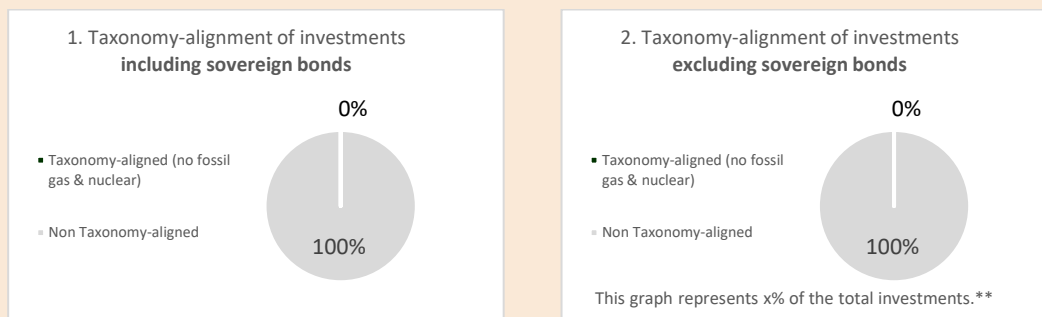 1. Taxonomy-alignment of investments
including sovereign bonds
0%
Taxonomy-aligned (no fossil
gas & nuclear)
Non Taxonomy-aligned
100%
2. Taxonomy-alignment of investments
excluding sovereign bonds
0%
Taxonomy-aligned (no fossil
gas & nuclear)
Non Taxonomy-aligned
100%
This graph represents x% of the total investments.**